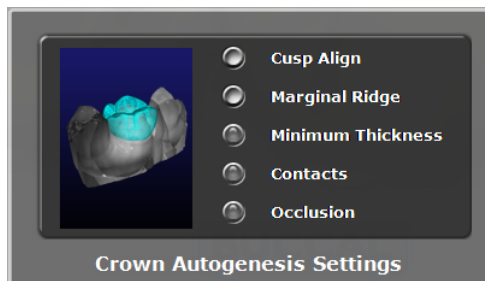 Cusp Align
Marginal Ridge
Minimum Thickness
Contacts
Occlusion
Crown Autogenesis Settings